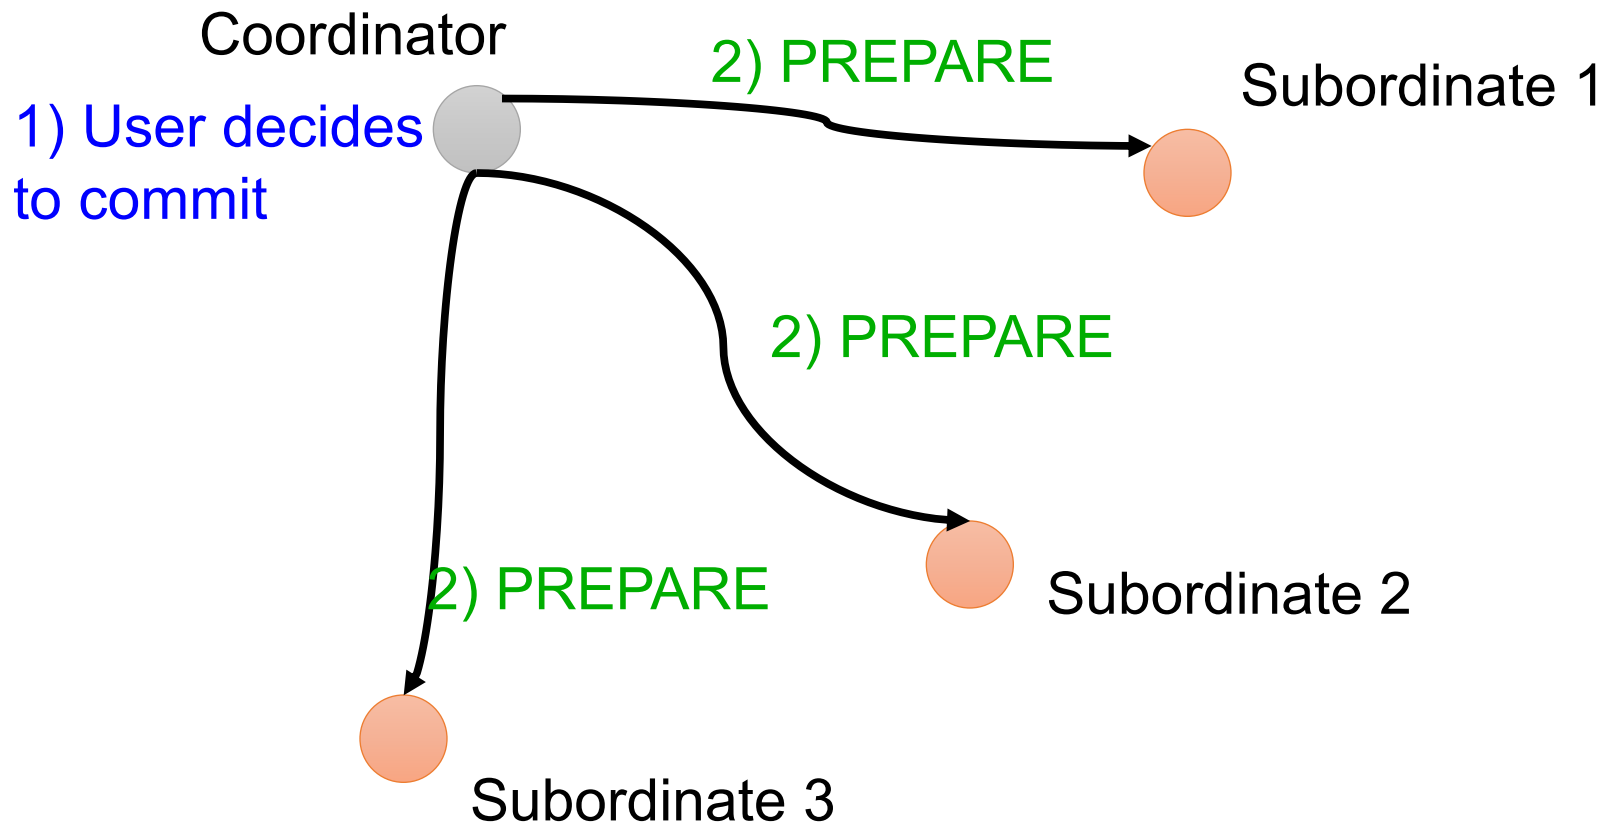 Coordinator
2) PREPARE
Subordinate 1
1) User decides
to commit
2) PREPARE
2) PREPARE
Subordinate 2
Subordinate 3